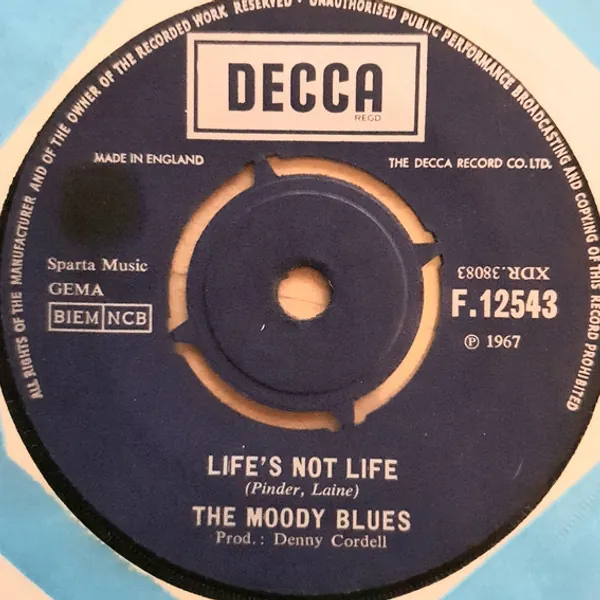 ALL RIGHTS OF THE MANUFACTURER AND OF THE OWNER OF THE RECORDED WORK RESERVED • UNAUTHORISED PUBLIC PERFORMANCE BROADCASTING AND COPYING OF THIS RECORD PROHIBITED
DECCA
REGD
MADE IN ENGLAND
THE DECCA RECORD CO. LTD.
Sparta Music
GEMA
BIEM NCB
XDR.38083
F.12543
℗ 1967
LIFE'S NOT LIFE
(Pinder, Laine)
THE MOODY BLUES
Prod.: Denny Cordell